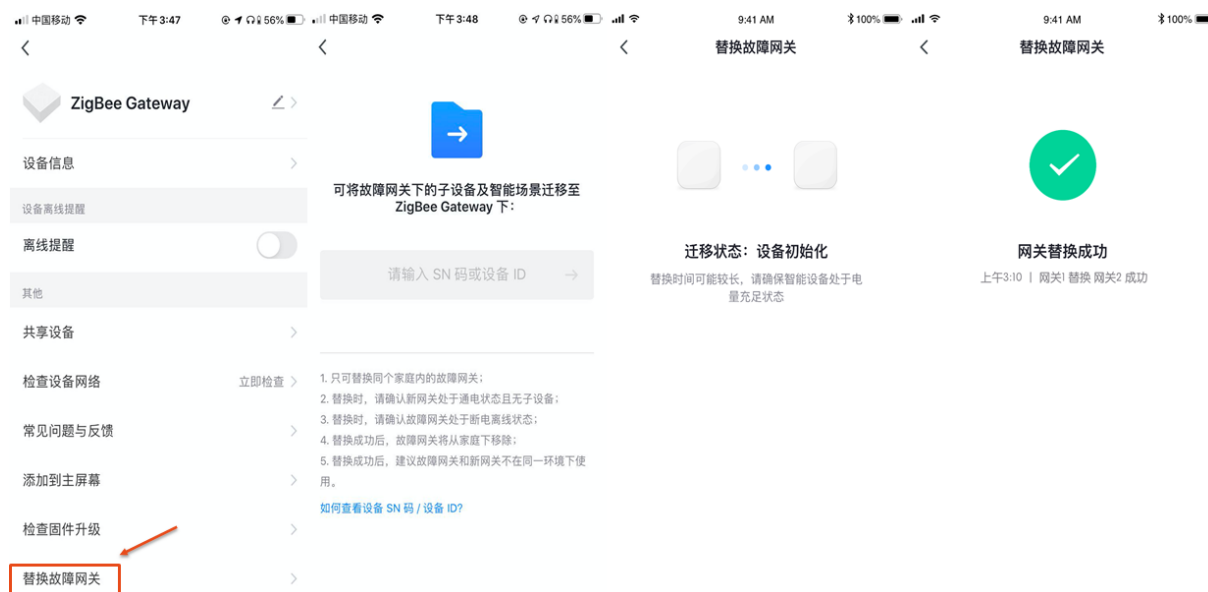 中国移动 下午3:47 56%
ZigBee Gateway
设备信息
设备离线提醒
离线提醒
其他
共享设备
检查设备网络 立即检查
常见问题与反馈
添加到主屏幕
检查固件升级
替换故障网关
中国移动 下午3:48 56%
可将故障网关下的子设备及智能场景迁移至
ZigBee Gateway 下：
请输入 SN 码或设备 ID
1. 只可替换同个家庭内的故障网关；
2. 替换时，请确认新网关处于通电状态且无子设备；
3. 替换时，请确认故障网关处于断电离线状态；
4. 替换成功后，故障网关将从家庭下移除；
5. 替换成功后，建议故障网关和新网关不在同一环境下使
用。
如何查看设备 SN 码 / 设备 ID?
9:41 AM 100%
替换故障网关
迁移状态：设备初始化
替换时间可能较长，请确保智能设备处于电
量充足状态
9:41 AM 100%
替换故障网关
网关替换成功
上午3:10 | 网关1 替换 网关2 成功